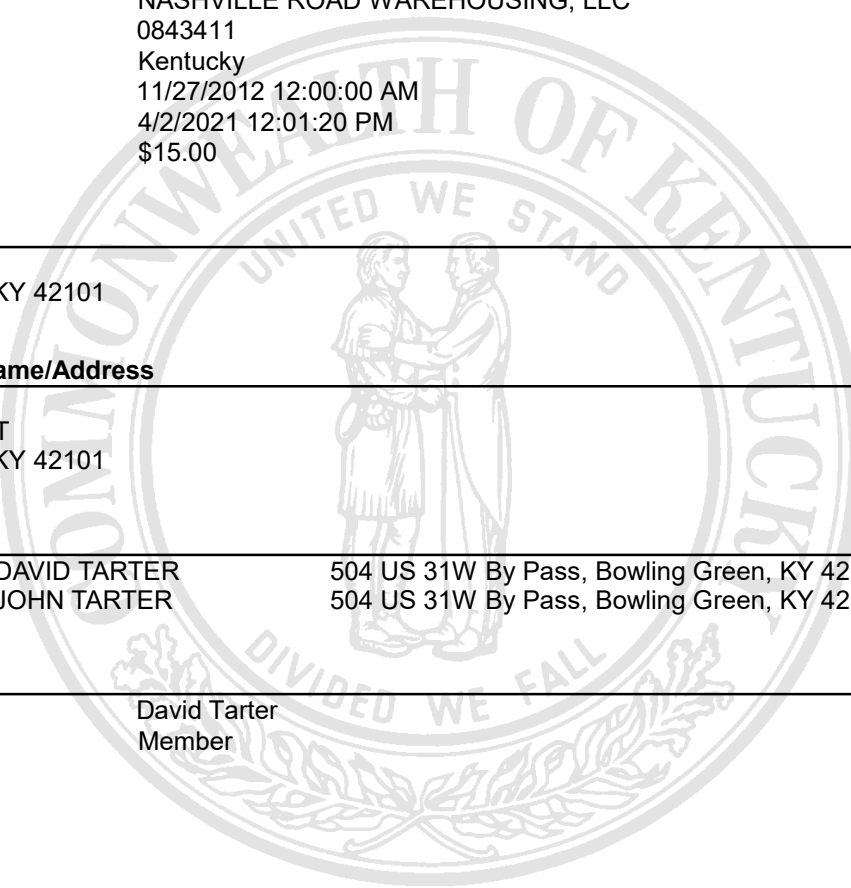 NASHVILLE ROAD WAREHOUSING, LLC
0843411
Kentucky
11/27/2012 12:00:00 AM
4/2/2021 12:01:20 PM
$15.00
COMMONWEALTH OF KENTUCKY
UNITED WE STAND
KY 42101
ame/Address
T
KY 42101
DAVID TARTER 504 US 31W By Pass, Bowling Green, KY 42
JOHN TARTER 504 US 31W By Pass, Bowling Green, KY 42
DIVIDED WE FALL
David Tarter
Member